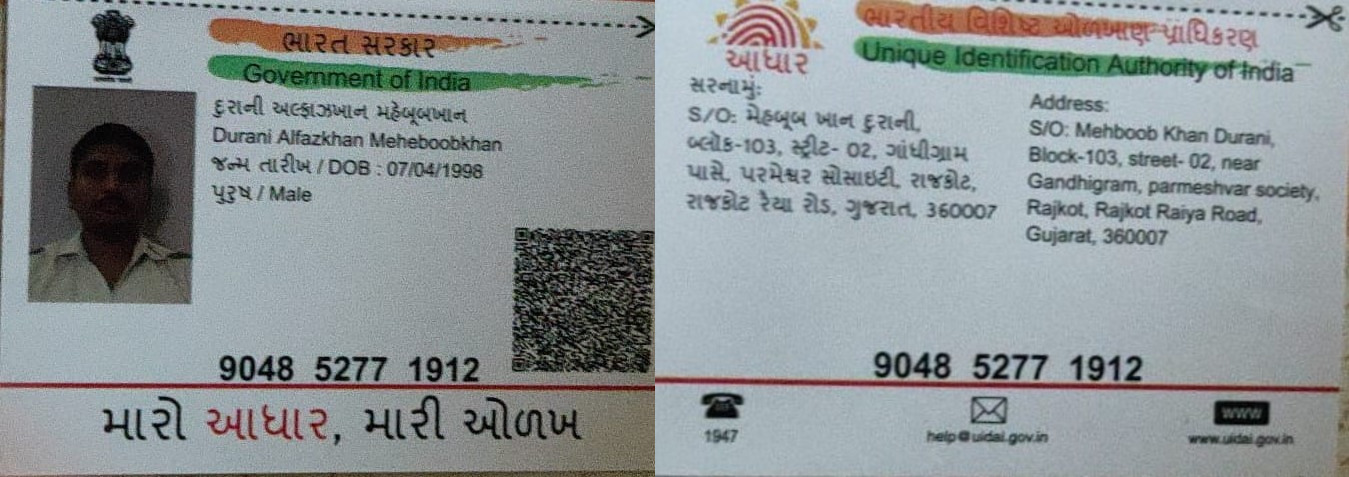 ભારત સરકાર
Government of India
દુરાની અલ્ફાઝખાન મહેબૂબખાન
Durani Alfazkhan Meheboobkhan
જન્મ તારીખ / DOB : 07/04/1998
પુરુષ / Male
9048 5277 1912
મારો આધાર, મારી ઓળખ
ભારતીય વિશિષ્ટ ઓળખાણ પ્રાધિકરણ
Unique Identification Authority of India
આધાર
સરનામું:
S/O: મેહબૂબ ખાન દુરાની,
બ્લોક-103, સ્ટ્રીટ- 02, ગાંધીગ્રામ
પાસે, પરમેશ્વર સોસાઇટી, રાજકોટ,
રાજકોટ રૈયા રોડ, ગુજરાત, 360007
Address:
S/O: Mehboob Khan Durani,
Block-103, street- 02, near
Gandhigram, parmeshvar society,
Rajkot, Rajkot Raiya Road,
Gujarat, 360007
9048 5277 1912
1947
help@uidai.gov.in
www
www.uidai.gov.in